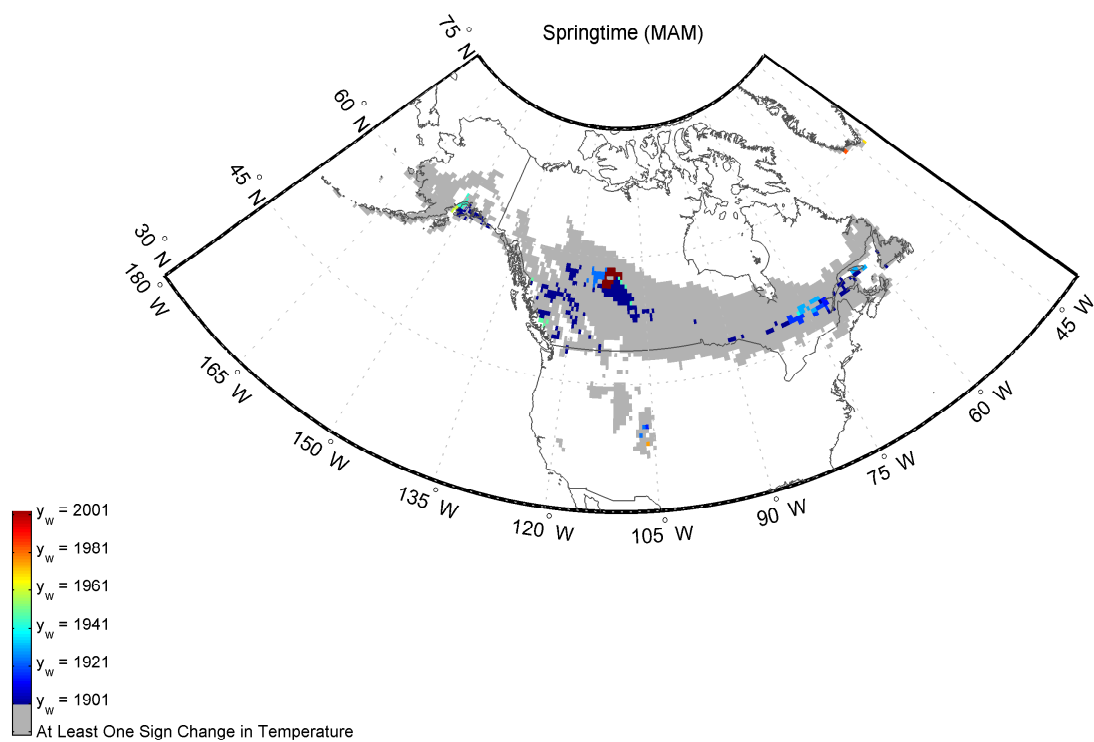 Springtime (MAM)
75° N
60° N
45° N
30° N
180° W
165° W
150° W
135° W
120° W
105° W
90° W
75° W
60° W
45° W
y_w = 2001
y_w = 1981
y_w = 1961
y_w = 1941
y_w = 1921
y_w = 1901
At Least One Sign Change in Temperature